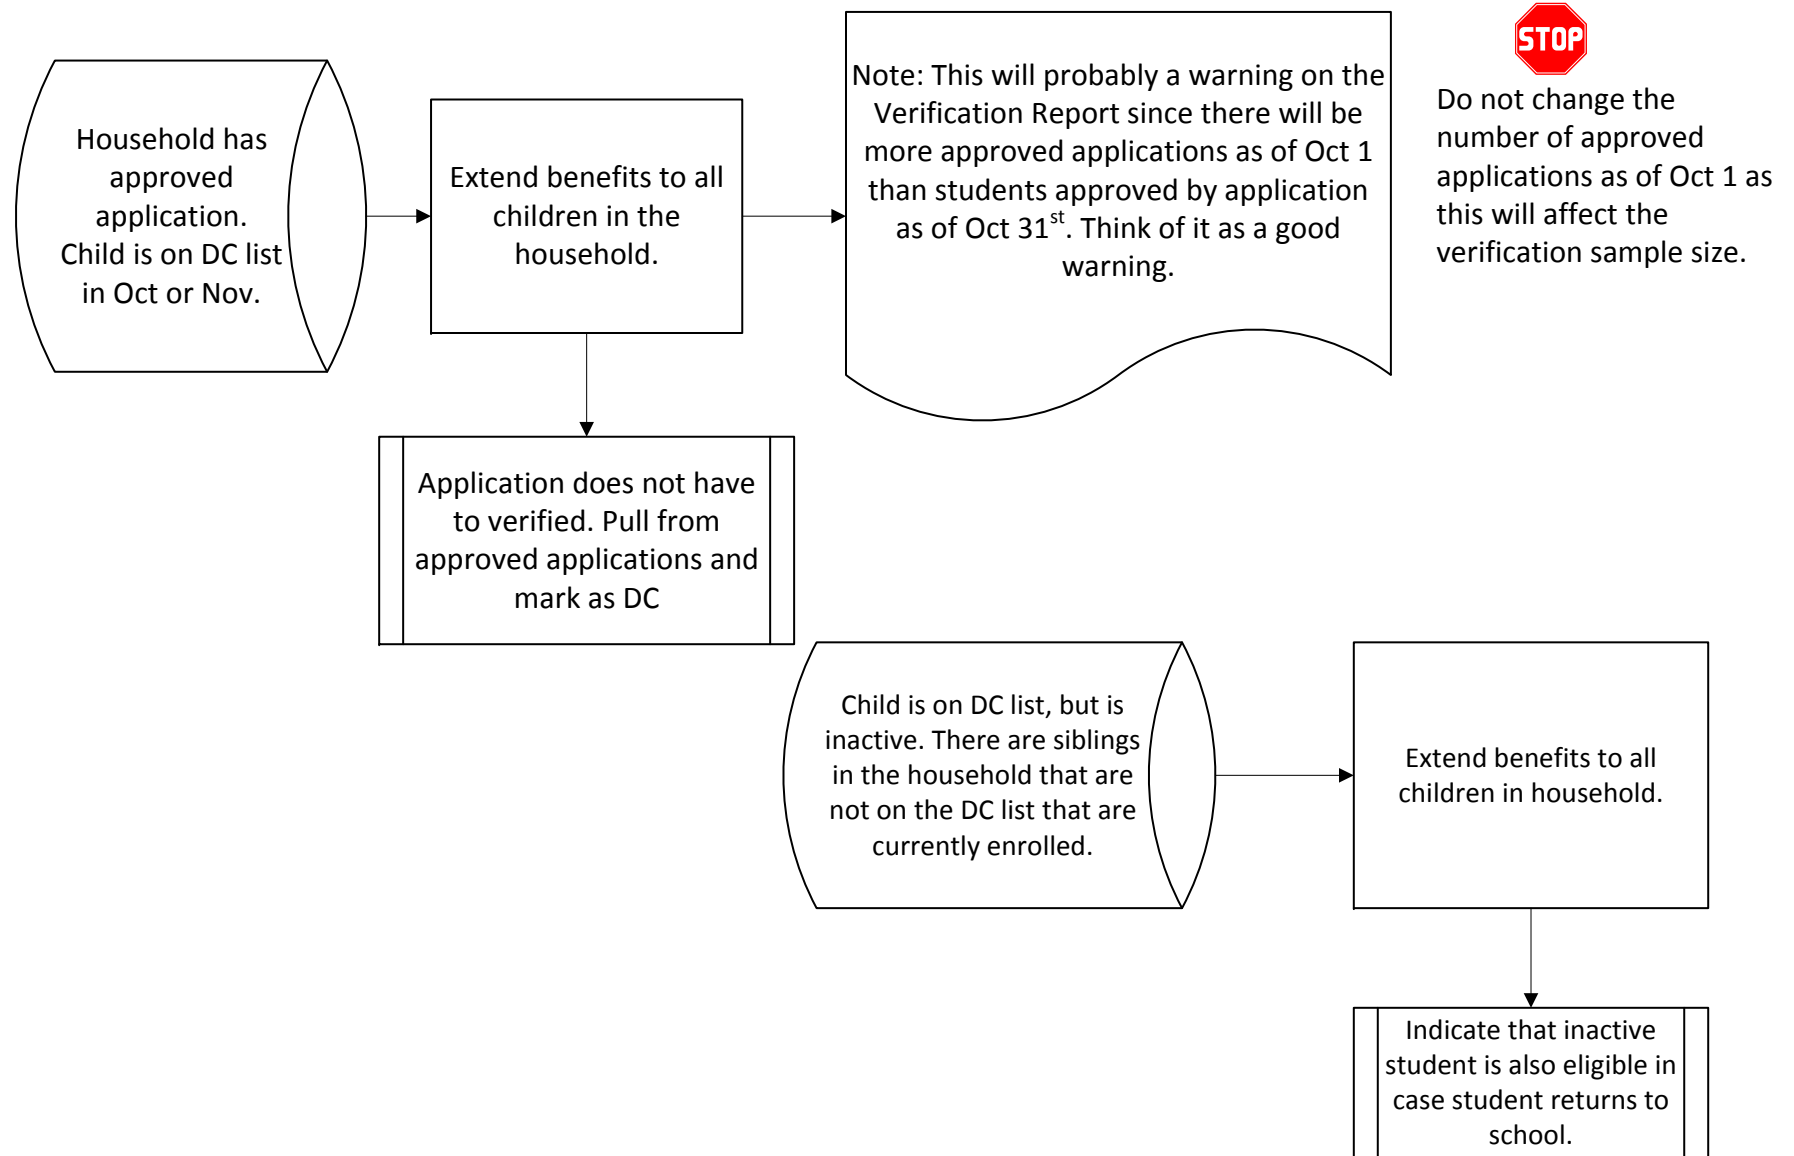 Household has
approved
application.
Child is on DC list
in Oct or Nov.
Extend benefits to all
children in the
household.
Note: This will probably a warning on the
Verification Report since there will be
more approved applications as of Oct 1
than students approved by application
as of Oct 31st. Think of it as a good
warning.
STOP
Do not change the
number of approved
applications as of Oct 1 as
this will affect the
verification sample size.
Application does not have
to verified. Pull from
approved applications and
mark as DC
Child is on DC list, but is
inactive. There are siblings
in the household that are
not on the DC list that are
currently enrolled.
Extend benefits to all
children in household.
Indicate that inactive
student is also eligible in
case student returns to
school.